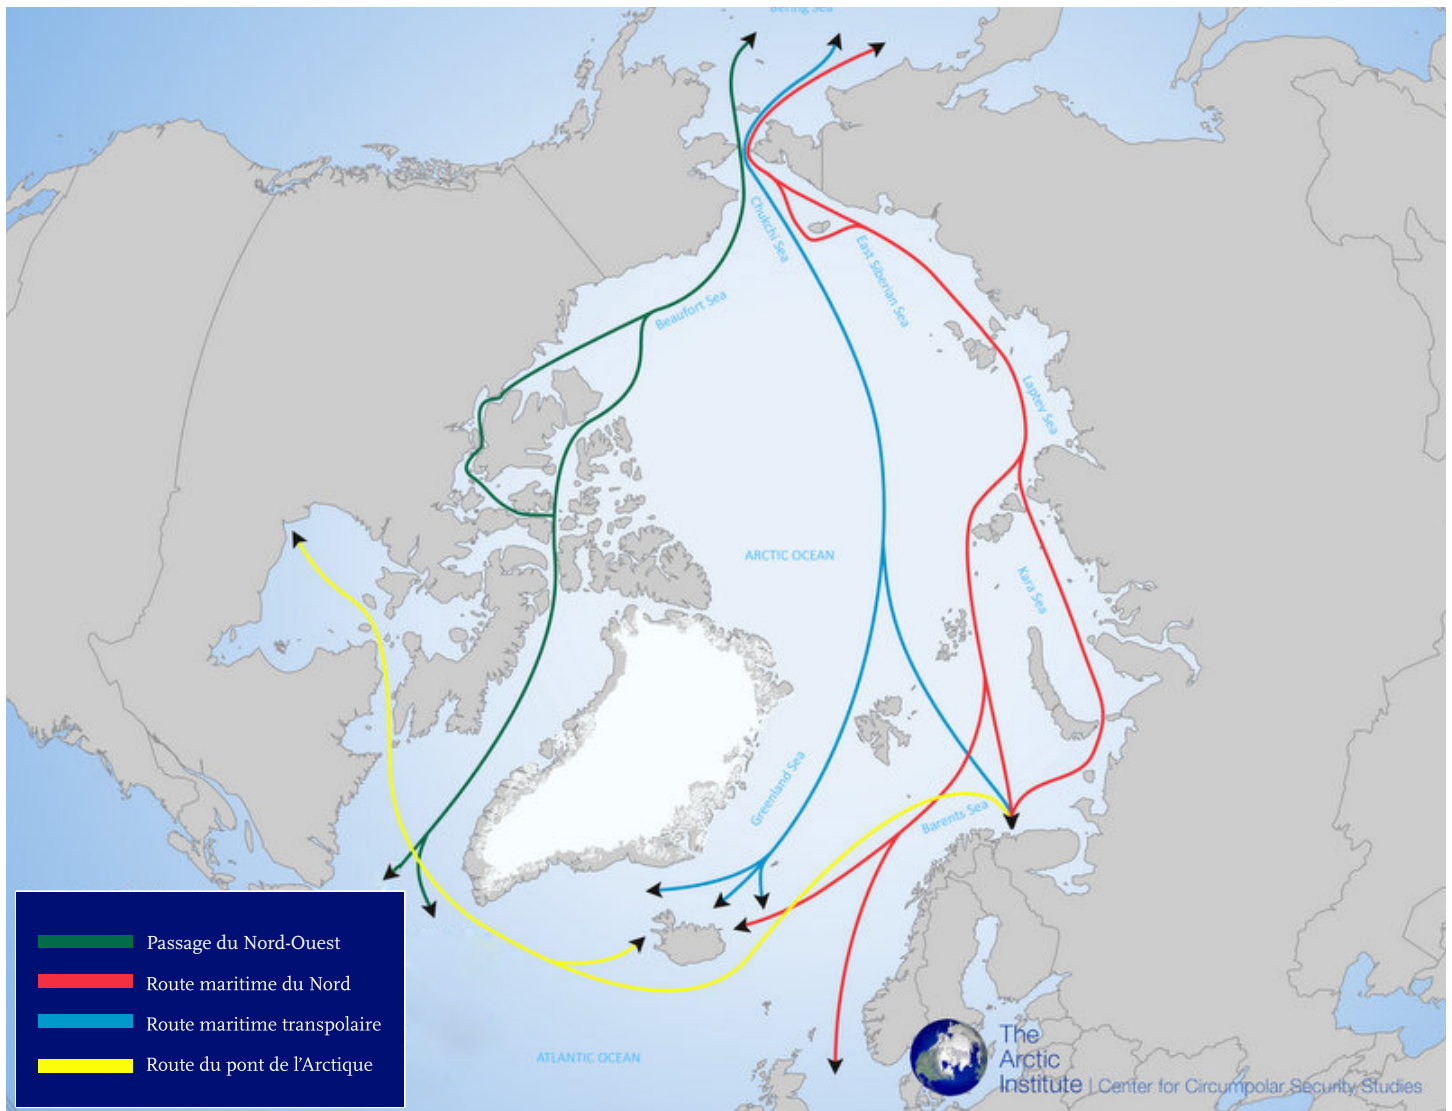 Bering Sea
Chukchi Sea
East Siberian Sea
Beaufort Sea
Laptev Sea
ARCTIC OCEAN
Kara Sea
Greenland Sea
Barents Sea
ATLANTIC OCEAN
Passage du Nord-Ouest
Route maritime du Nord
Route maritime transpolaire
Route du pont de l’Arctique
The
Arctic
Institute | Center for Circumpolar Security Studies